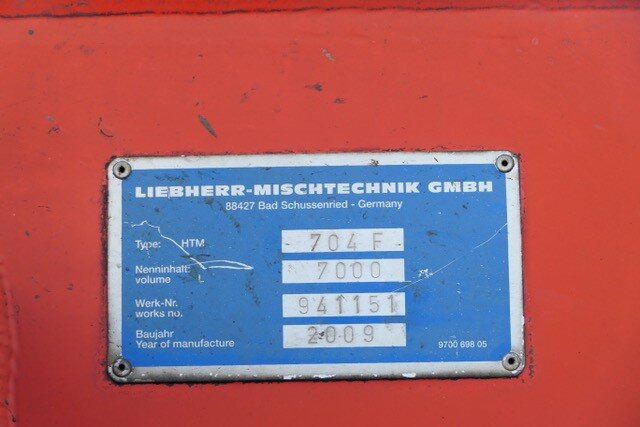 LIEBHERR-MISCHTECHNIK GMBH
88427 Bad Schussenried - Germany
Type: HTM - 704 F -
Nenninhalt: 7000
volume
Werk-Nr. 941151
works no.
Baujahr 2009
Year of manufacture
9700 698 05